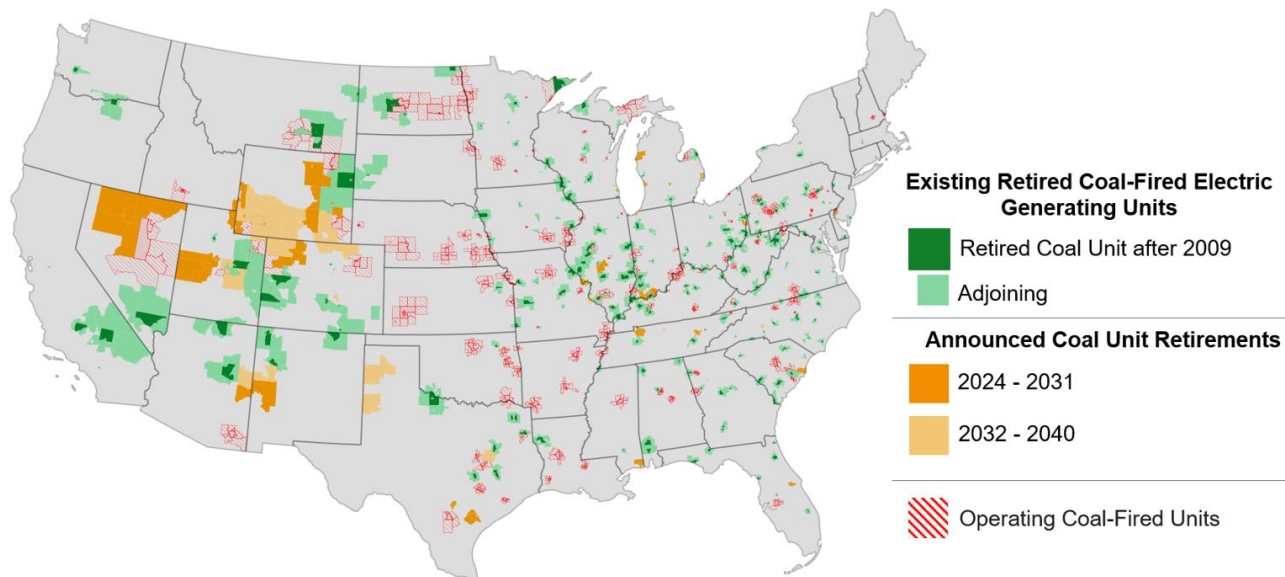 Existing Retired Coal-Fired Electric
Generating Units
Retired Coal Unit after 2009
Adjoining
Announced Coal Unit Retirements
2024 - 2031
2032 - 2040
Operating Coal-Fired Units